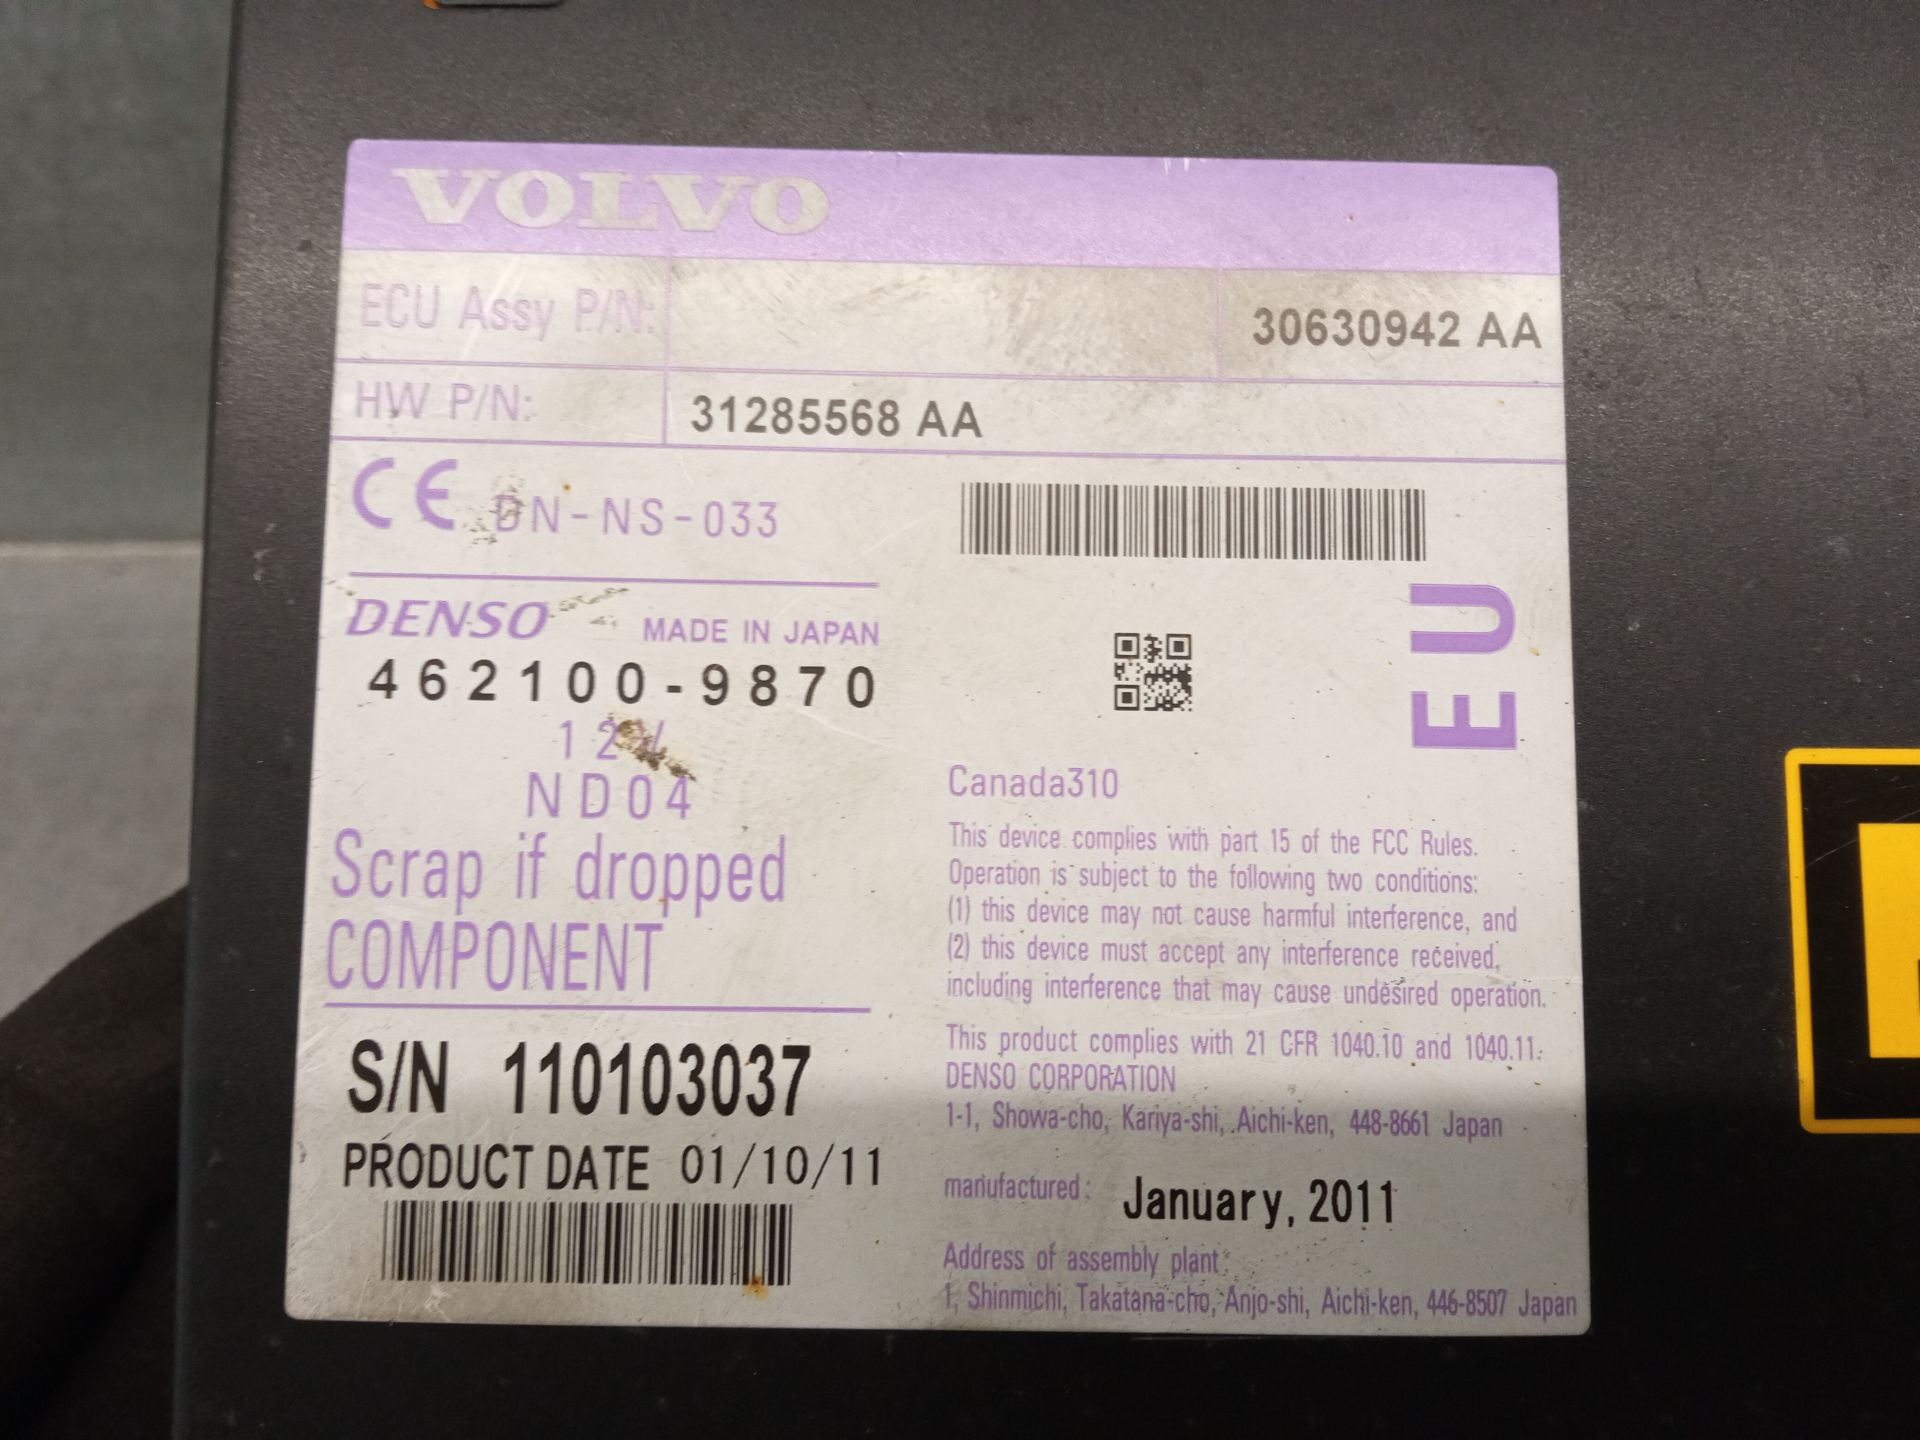 VOLVO
ECU Assy P/N: 30630942 AA
HW P/N: 31285568 AA
CE DN-NS-033
DENSO MADE IN JAPAN
462100-9870
12V
ND04
Scrap if dropped
COMPONENT
S/N 110103037
PRODUCT DATE 01/10/11
EU
Canada310
This device complies with part 15 of the FCC Rules.
Operation is subject to the following two conditions:
(1) this device may not cause harmful interference, and
(2) this device must accept any interference received,
including interference that may cause undesired operation.
This product complies with 21 CFR 1040.10 and 1040.11.
DENSO CORPORATION
1-1, Showa-cho, Kariya-shi, Aichi-ken, 448-8661 Japan
manufactured: January, 2011
Address of assembly plant:
1, Shinmichi, Takatana-cho, Anjo-shi, Aichi-ken, 446-8507 Japan